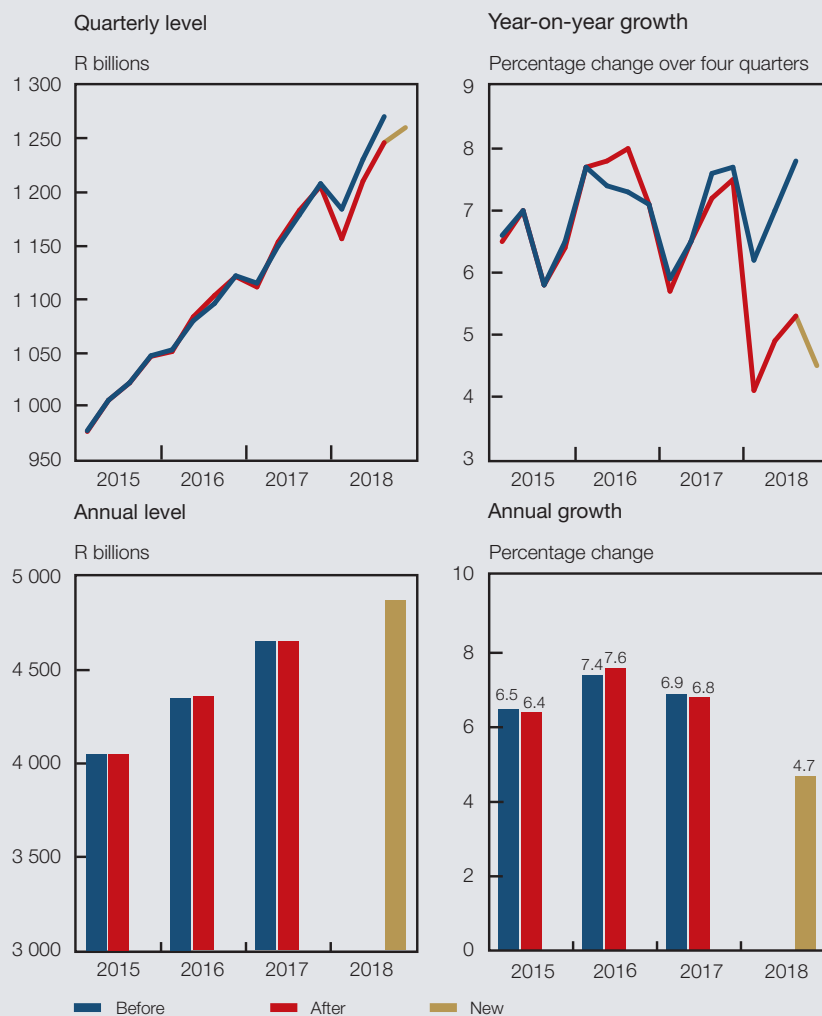 Quarterly level
R billions
1 300
1 250
1 200
1 150
1 100
1 050
1 000
950
2015 2016 2017 2018
Year-on-year growth
Percentage change over four quarters
9
8
7
6
5
4
3
2015 2016 2017 2018
Annual level
R billions
5 000
4 500
4 000
3 500
3 000
2015 2016 2017 2018
Annual growth
Percentage change
10
8
6
4
2
0
6.5 6.4 7.4 7.6 6.9 6.8 4.7
2015 2016 2017 2018
Before After New